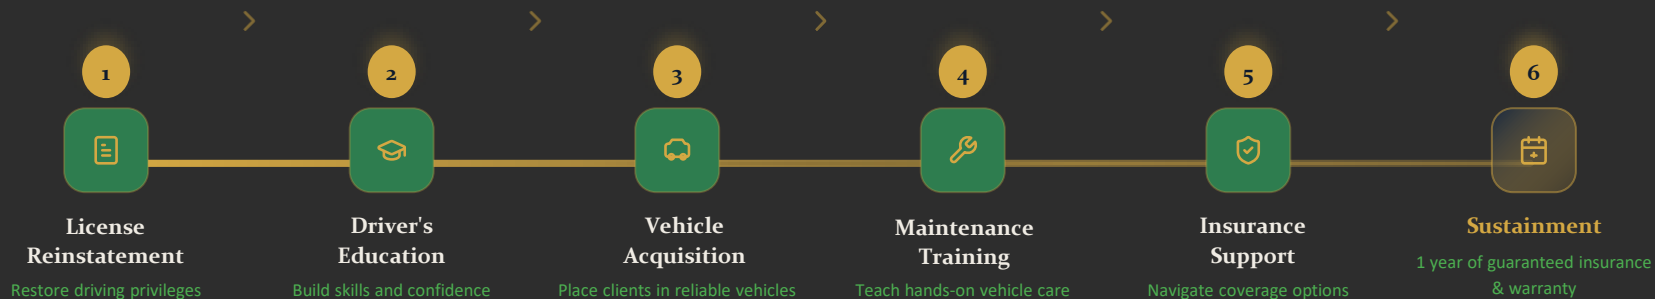 1
2
3
4
5
6
License
Reinstatement
Restore driving privileges
Driver's
Education
Build skills and confidence
Vehicle
Acquisition
Place clients in reliable vehicles
Maintenance
Training
Teach hands-on vehicle care
Insurance
Support
Navigate coverage options
Sustainment
1 year of guaranteed insurance
& warranty